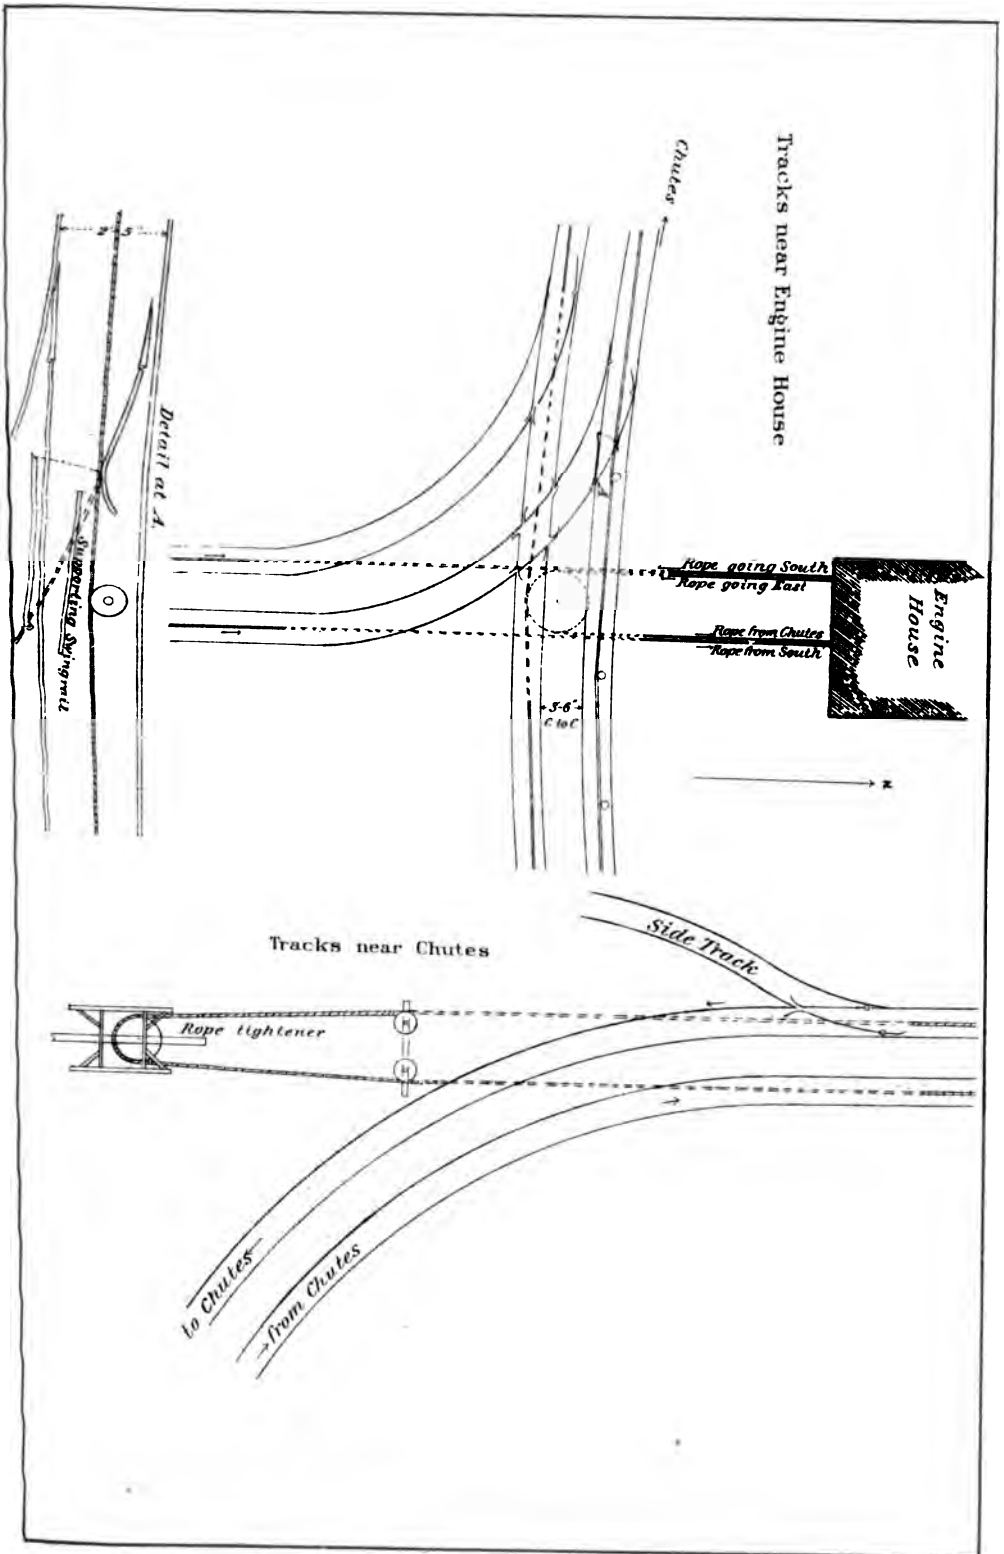 Tracks near Engine House
Chutes
2' 5"
Detail at A.
Supporting Swingrail
A
Rope going South
Rope going East
Rope from Chutes
Rope from South
Engine
House
3'-6"
C to C
Tracks near Chutes
Side Track
Rope tightener
M
M
to Chutes
from Chutes